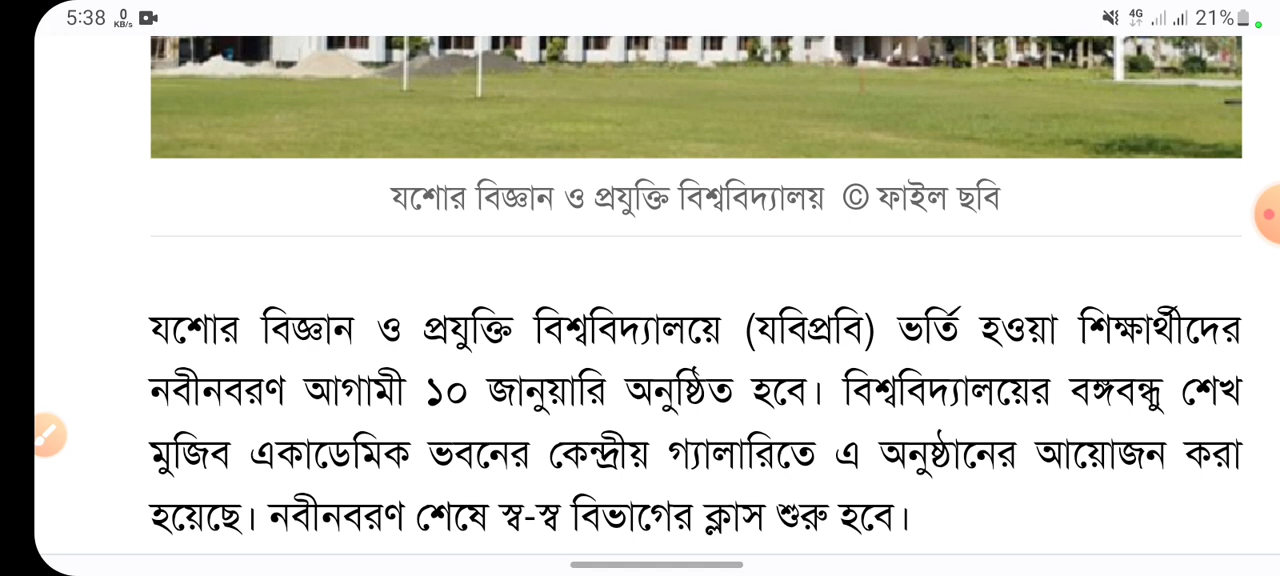 5:38 0 KB/s 4G 21%
যশোর বিজ্ঞান ও প্রযুক্তি বিশ্ববিদ্যালয় © ফাইল ছবি
যশোর বিজ্ঞান ও প্রযুক্তি বিশ্ববিদ্যালয়ে (যবিপ্রবি) ভর্তি হওয়া শিক্ষার্থীদের
নবীনবরণ আগামী ১০ জানুয়ারি অনুষ্ঠিত হবে। বিশ্ববিদ্যালয়ের বঙ্গবন্ধু শেখ
মুজিব একাডেমিক ভবনের কেন্দ্রীয় গ্যালারিতে এ অনুষ্ঠানের আয়োজন করা
হয়েছে। নবীনবরণ শেষে স্ব-স্ব বিভাগের ক্লাস শুরু হবে।